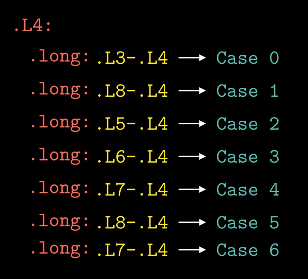 .L4:
.long: .L3-.L4 → Case 0
.long: .L8-.L4 → Case 1
.long: .L5-.L4 → Case 2
.long: .L6-.L4 → Case 3
.long: .L7-.L4 → Case 4
.long: .L8-.L4 → Case 5
.long: .L7-.L4 → Case 6